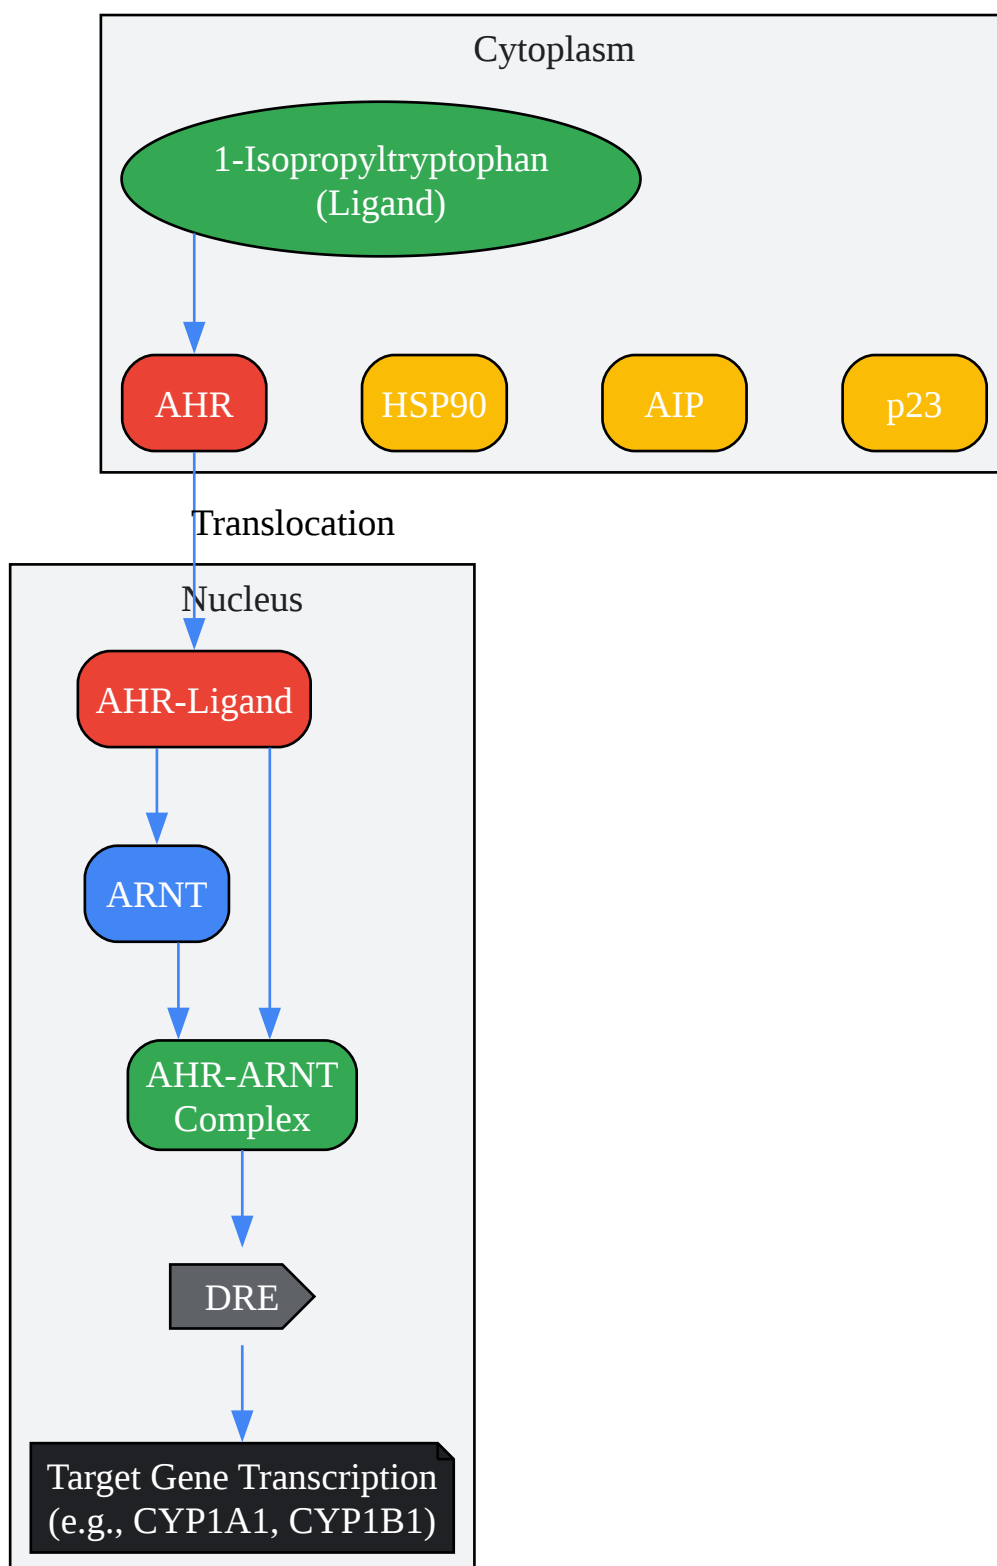 Cytoplasm
1-Isopropyltryptophan
(Ligand)
AHR
HSP90
AIP
p23
Translocation
Nucleus
AHR-Ligand
ARNT
AHR-ARNT
Complex
DRE
Target Gene Transcription
(e.g., CYP1A1, CYP1B1)